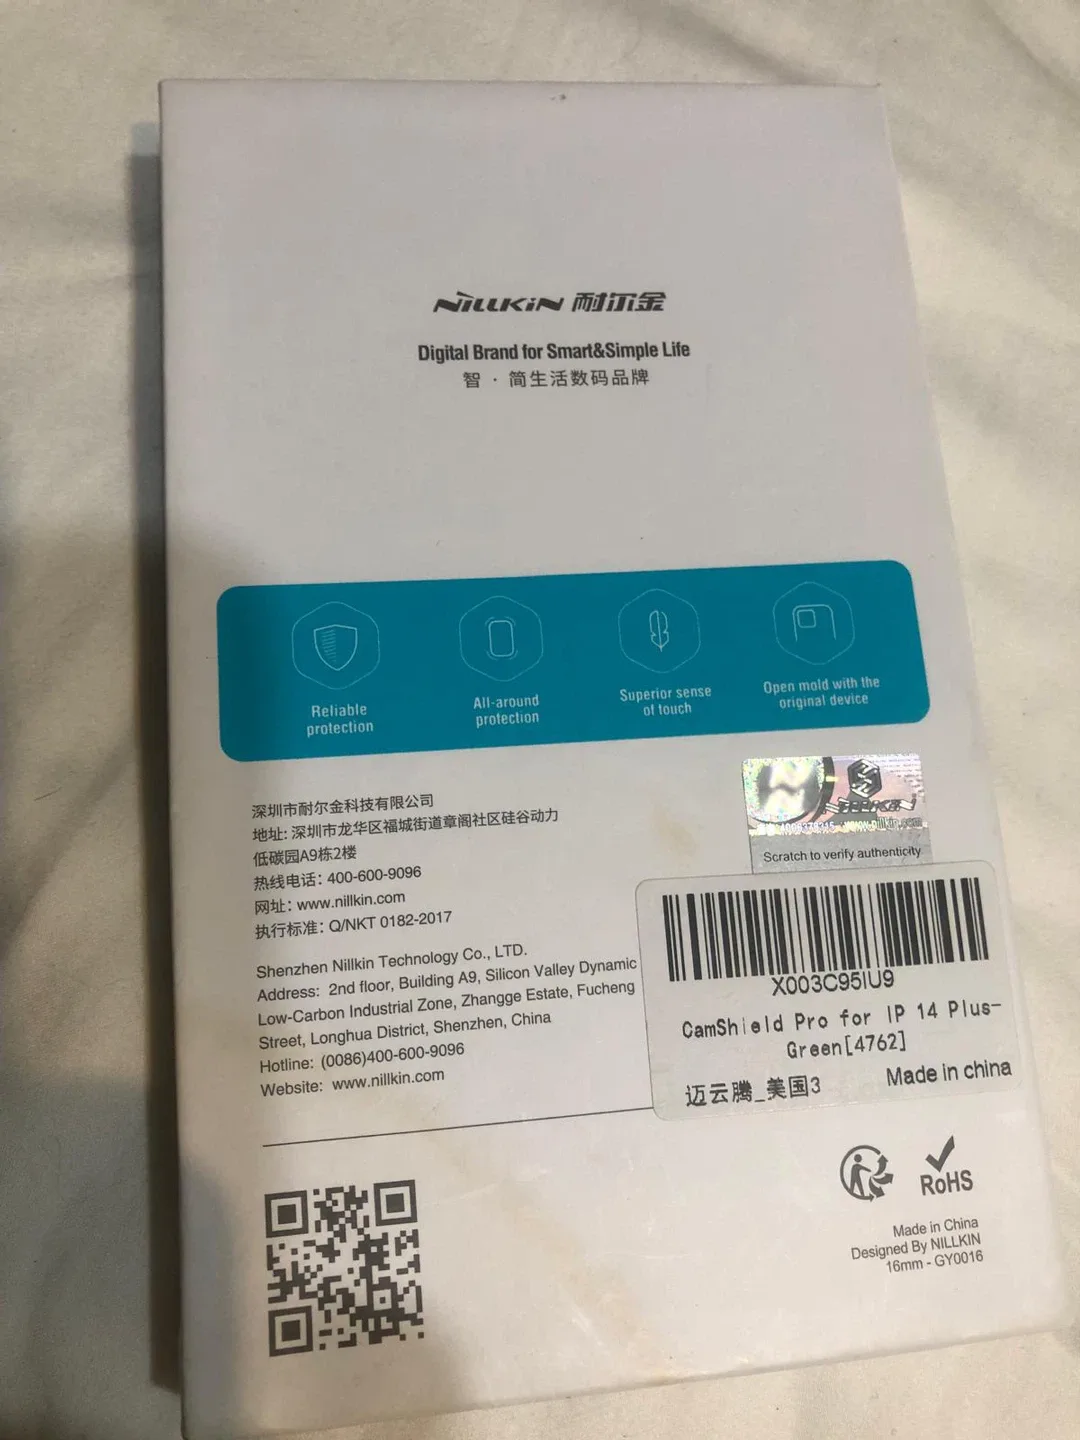 NILLKIN 耐尔金
Digital Brand for Smart&Simple Life
智 · 简生活数码品牌
Reliable
protection
All-around
protection
Superior sense
of touch
Open mold with the
original device
深圳市耐尔金科技有限公司
地址: 深圳市龙华区福城街道章阁社区硅谷动力
低碳园A9栋2楼
热线电话: 400-600-9096
网址: www.nillkin.com
执行标准: Q/NKT 0182-2017
Shenzhen Nillkin Technology Co., LTD.
Address: 2nd floor, Building A9, Silicon Valley Dynamic
Low-Carbon Industrial Zone, Zhangge Estate, Fucheng
Street, Longhua District, Shenzhen, China
Hotline: (0086)400-600-9096
Website: www.nillkin.com
NILLKIN
www.nillkin.com
Scratch to verify authenticity
X003C95IU9
CamShield Pro for IP 14 Plus-
Green[4762]
迈云腾_美国3 Made in china
RoHS
Made in China
Designed By NILLKIN
16mm - GY0016